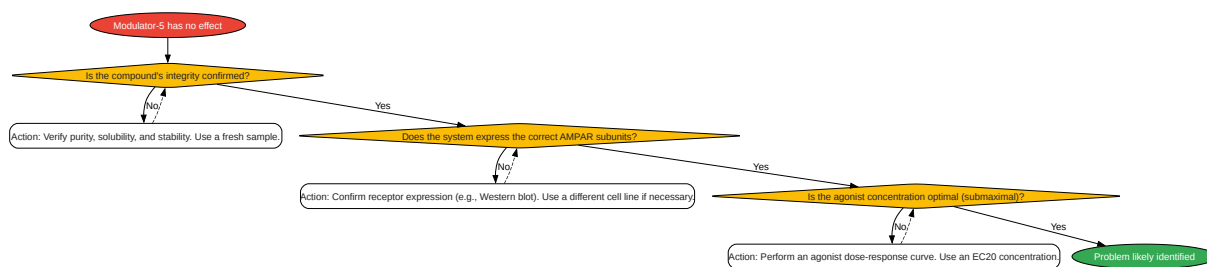 Modulator-5 has no effect
Is the compound's integrity confirmed?
No
Yes
Action: Verify purity, solubility, and stability. Use a fresh sample.
Does the system express the correct AMPAR subunits?
No
Yes
Action: Confirm receptor expression (e.g., Western blot). Use a different cell line if necessary.
Is the agonist concentration optimal (submaximal)?
No
Yes
Action: Perform an agonist dose-response curve. Use an EC20 concentration.
Problem likely identified